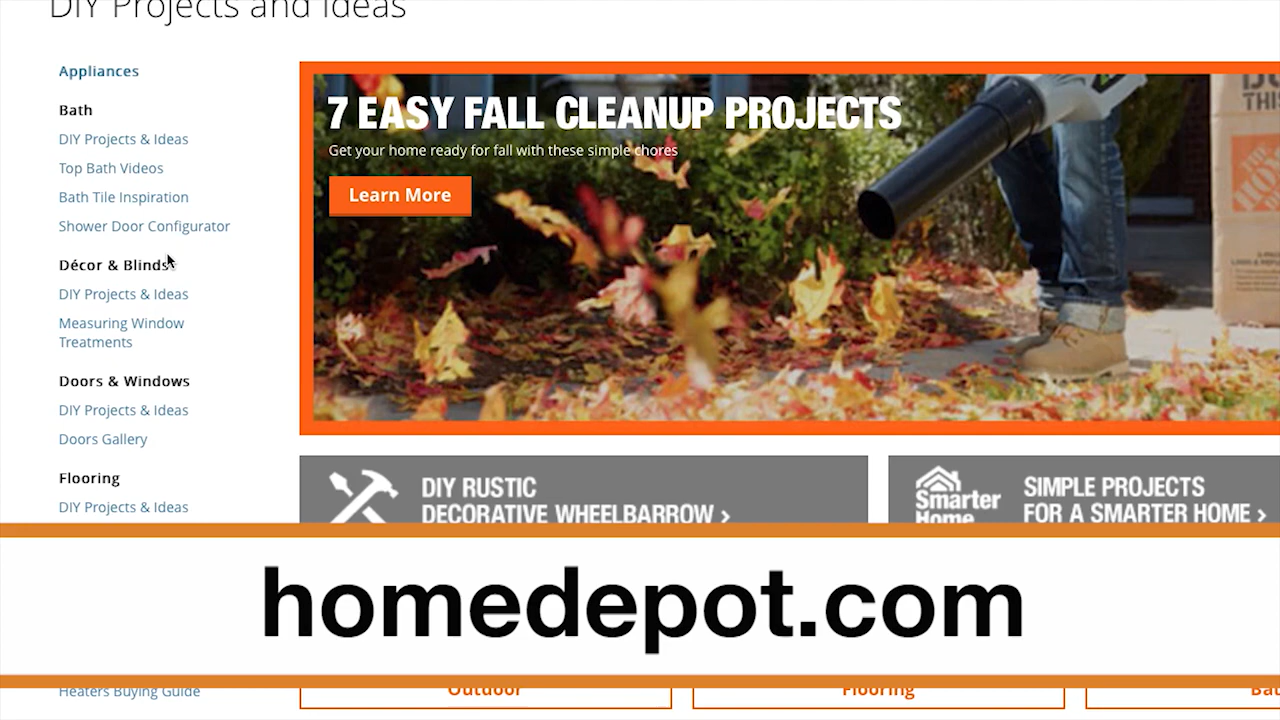 DIY Projects and Ideas
Appliances
Bath
DIY Projects & Ideas
Top Bath Videos
Bath Tile Inspiration
Shower Door Configurator
Décor & Blinds
DIY Projects & Ideas
Measuring Window
Treatments
Doors & Windows
DIY Projects & Ideas
Doors Gallery
Flooring
DIY Projects & Ideas
7 EASY FALL CLEANUP PROJECTS
Get your home ready for fall with these simple chores
Learn More
THE HOME DEPOT
DIY RUSTIC
DECORATIVE WHEELBARROW >
Smarter
Home
SIMPLE PROJECTS
FOR A SMARTER HOME >
homedepot.com
Heaters Buying Guide
Outdoor
Flooring